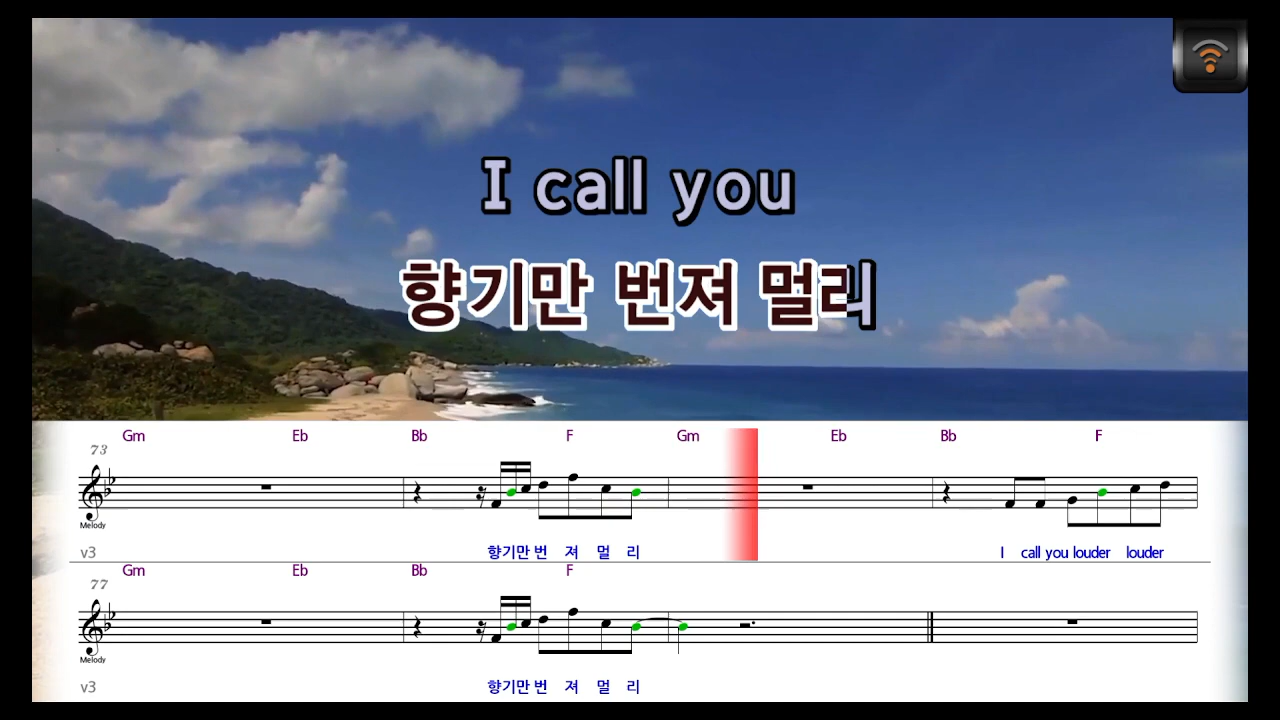 I call you
향기만 번져 멀리
Gm Eb Bb F Gm Eb Bb F
73
Melody
v3 향기만 번 져 멀 리 I call you louder louder
Gm Eb Bb F
77
Melody
v3 향기만 번 져 멀 리